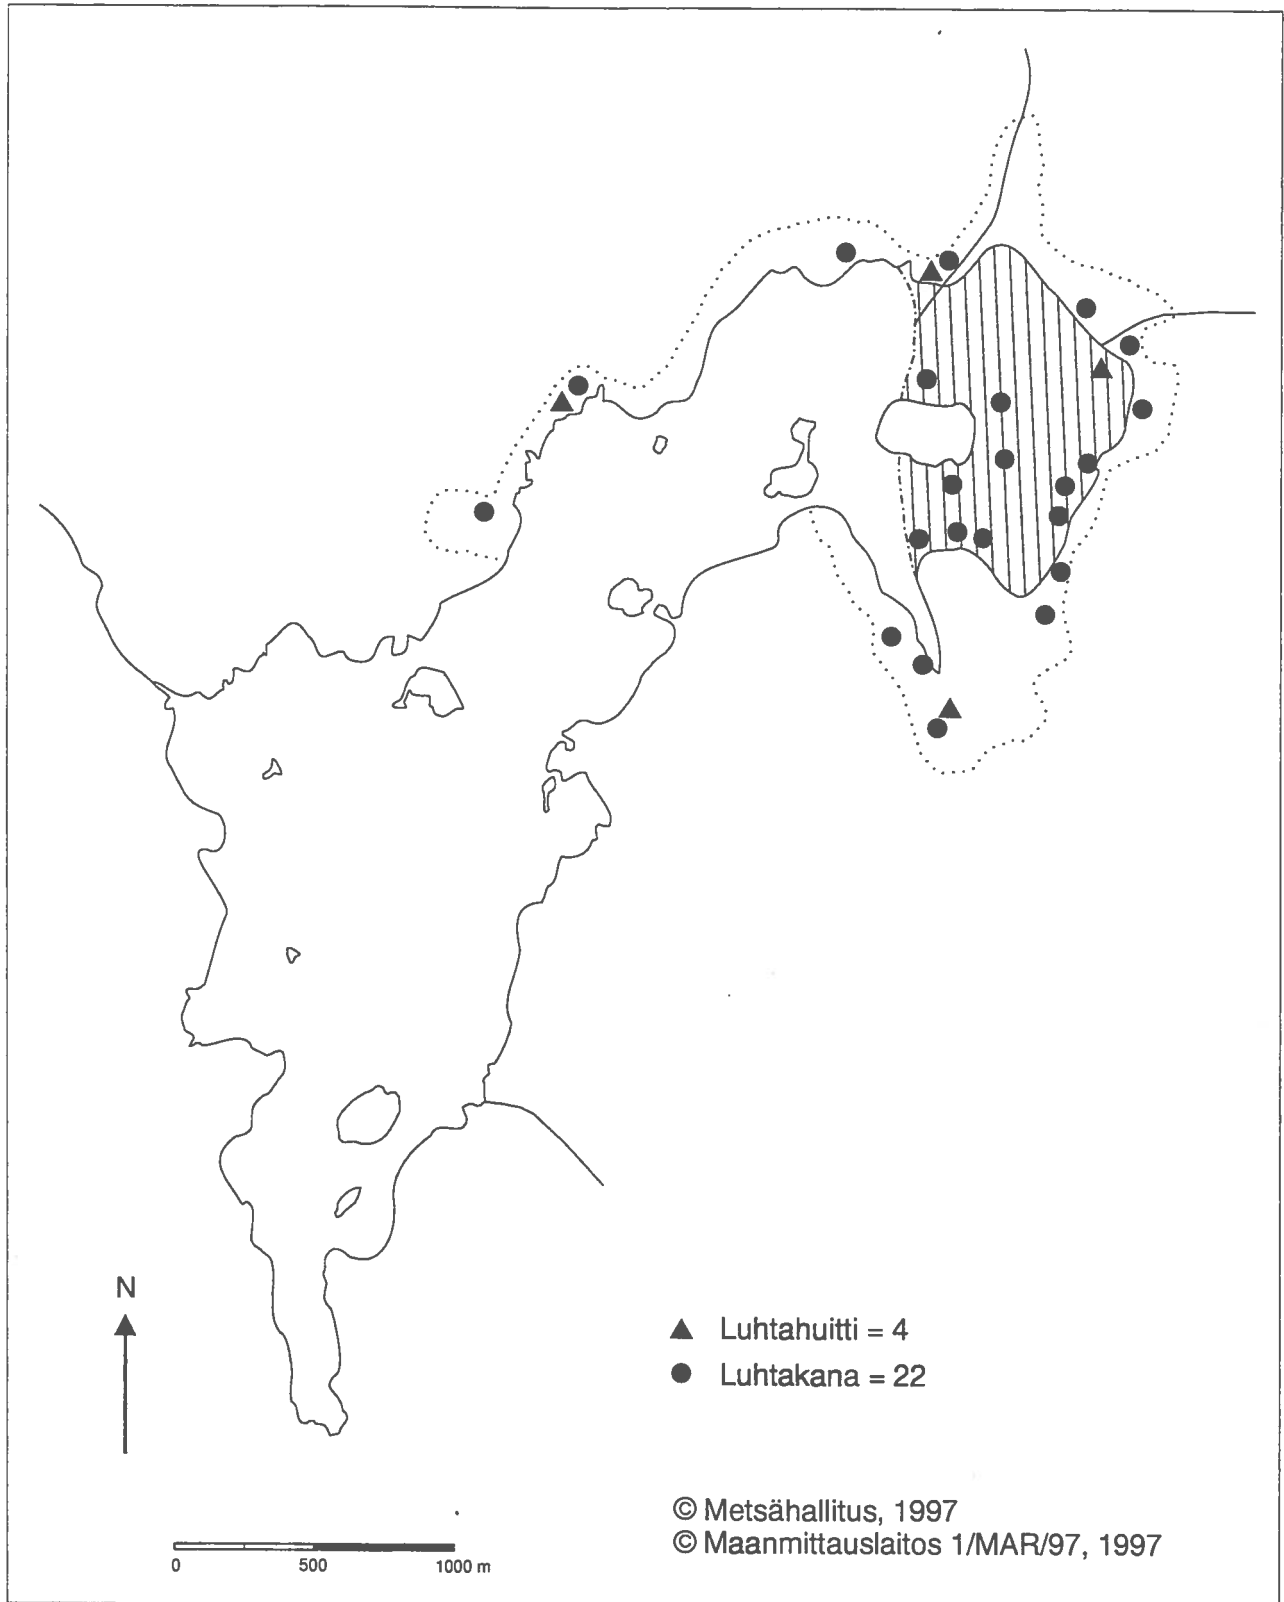 N
Luhtahuitti = 4
Luhtakana = 22
0 500 1000 m
© Metsähallitus, 1997
© Maanmittauslaitos 1/MAR/97, 1997